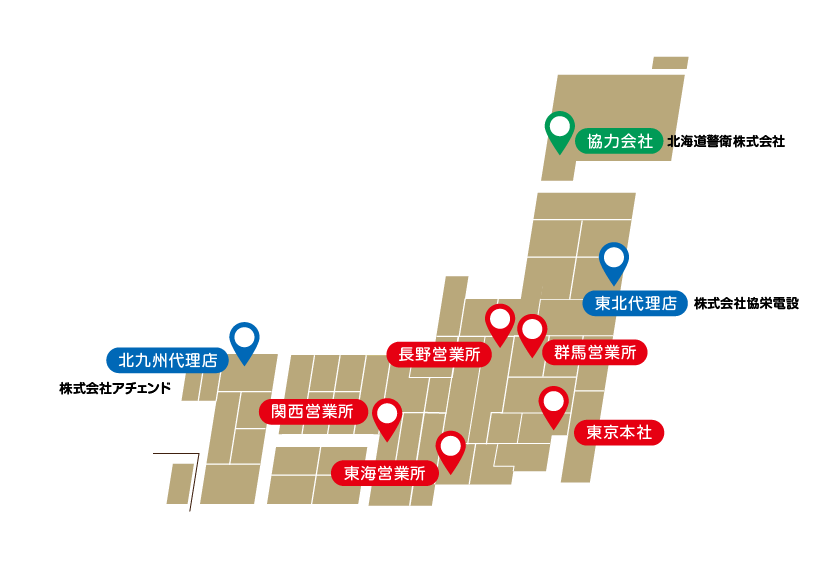 協力会社 北海道警衛株式会社
東北代理店 株式会社協栄電設
長野営業所
群馬営業所
北九州代理店
株式会社アチェンド
関西営業所
東京本社
東海営業所